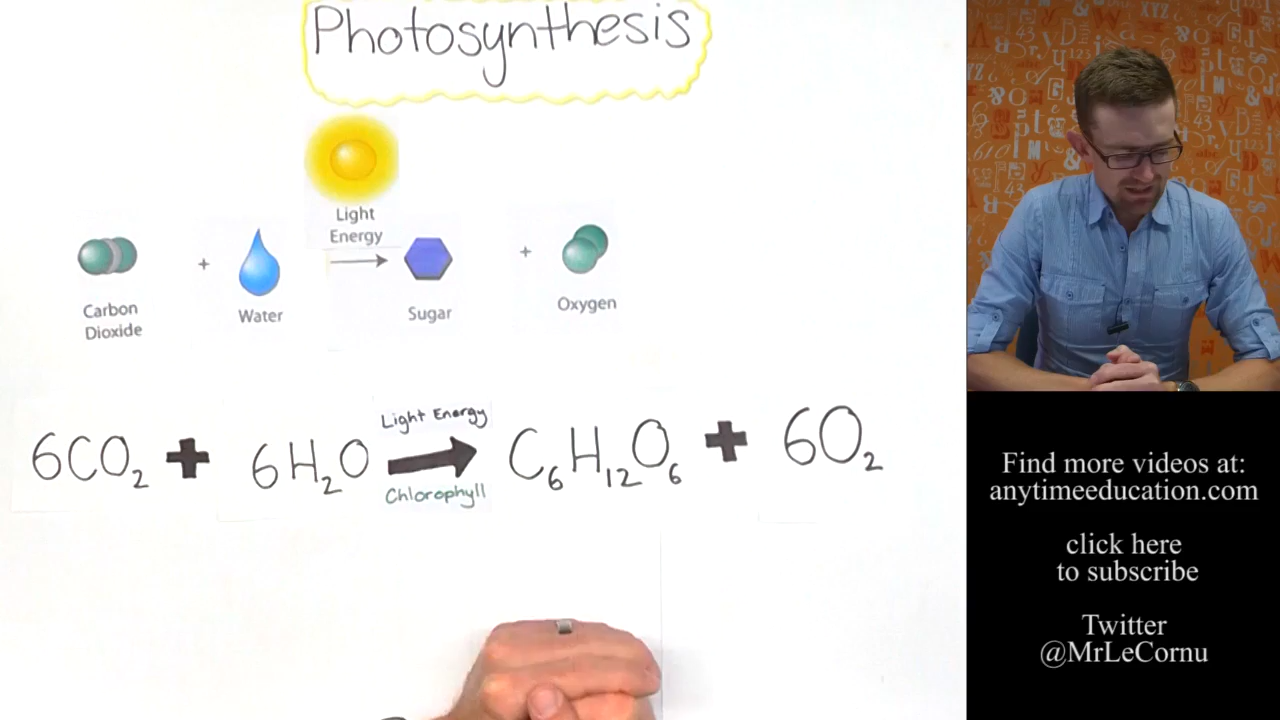 Photosynthesis
Light
Energy
+
+
Carbon
Dioxide
Water
Sugar
Oxygen
6CO₂ + 6H₂O
Light Energy
Chlorophyll
C₆H₁₂O₆ + 6O₂
Find more videos at:
anytimeeducation.com
click here
to subscribe
Twitter
@MrLeCornu